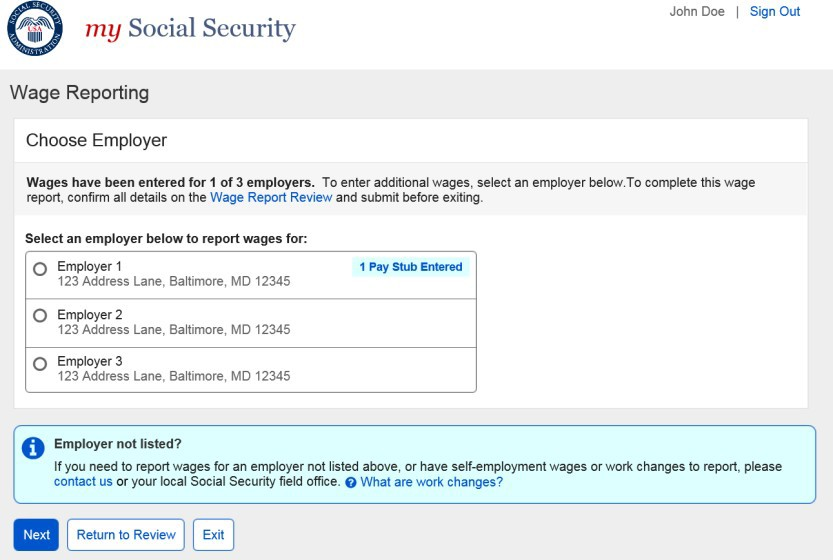 SOCIAL SECURITY
USA
ADMINISTRATION
my Social Security
John Doe | Sign Out
Wage Reporting
Choose Employer
Wages have been entered for 1 of 3 employers. To enter additional wages, select an employer below.To complete this wage
report, confirm all details on the Wage Report Review and submit before exiting.
Select an employer below to report wages for:
Employer 1
1 Pay Stub Entered
123 Address Lane, Baltimore, MD 12345
Employer 2
123 Address Lane, Baltimore, MD 12345
Employer 3
123 Address Lane, Baltimore, MD 12345
Employer not listed?
If you need to report wages for an employer not listed above, or have self-employment wages or work changes to report, please
contact us or your local Social Security field office. ? What are work changes?
Next
Return to Review
Exit